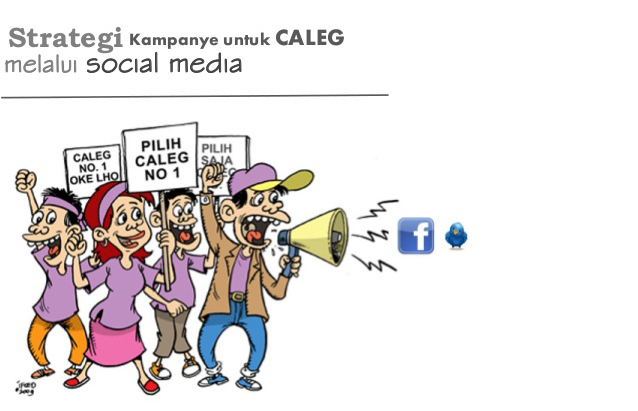 Strategi Kampanye untuk CALEG
melalui social media
CALEG
NO. 1
OKE LHO
PILIH
CALEG
NO 1
PILIH
SAJA
f